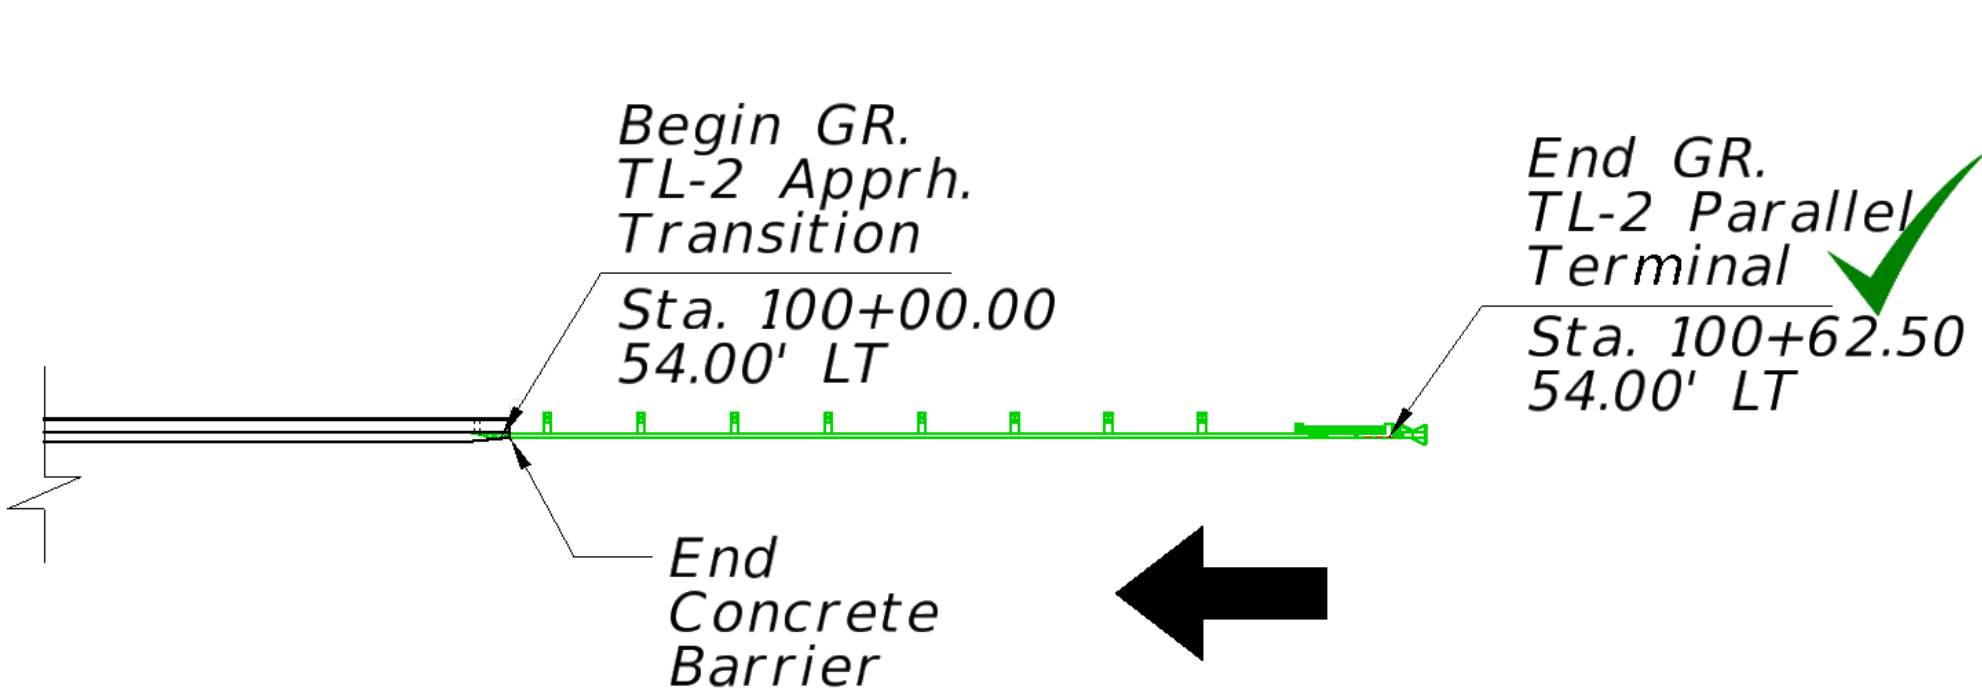 Begin GR.
TL-2 Apprh.
Transition
Sta. 100+00.00
54.00' LT
End GR.
TL-2 Parallel
Terminal
Sta. 100+62.50
54.00' LT
End
Concrete
Barrier